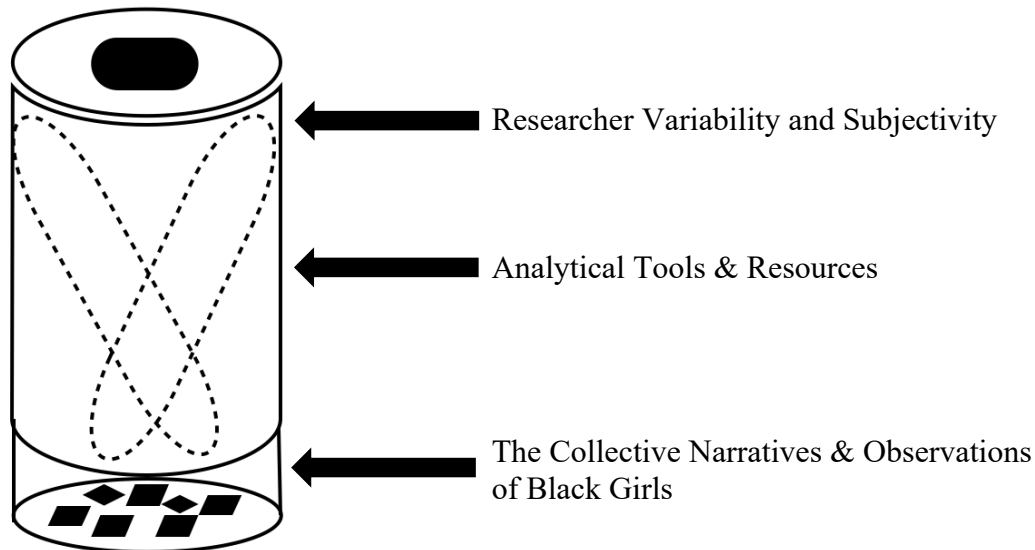 Researcher Variability and Subjectivity
Analytical Tools & Resources
The Collective Narratives & Observations
of Black Girls